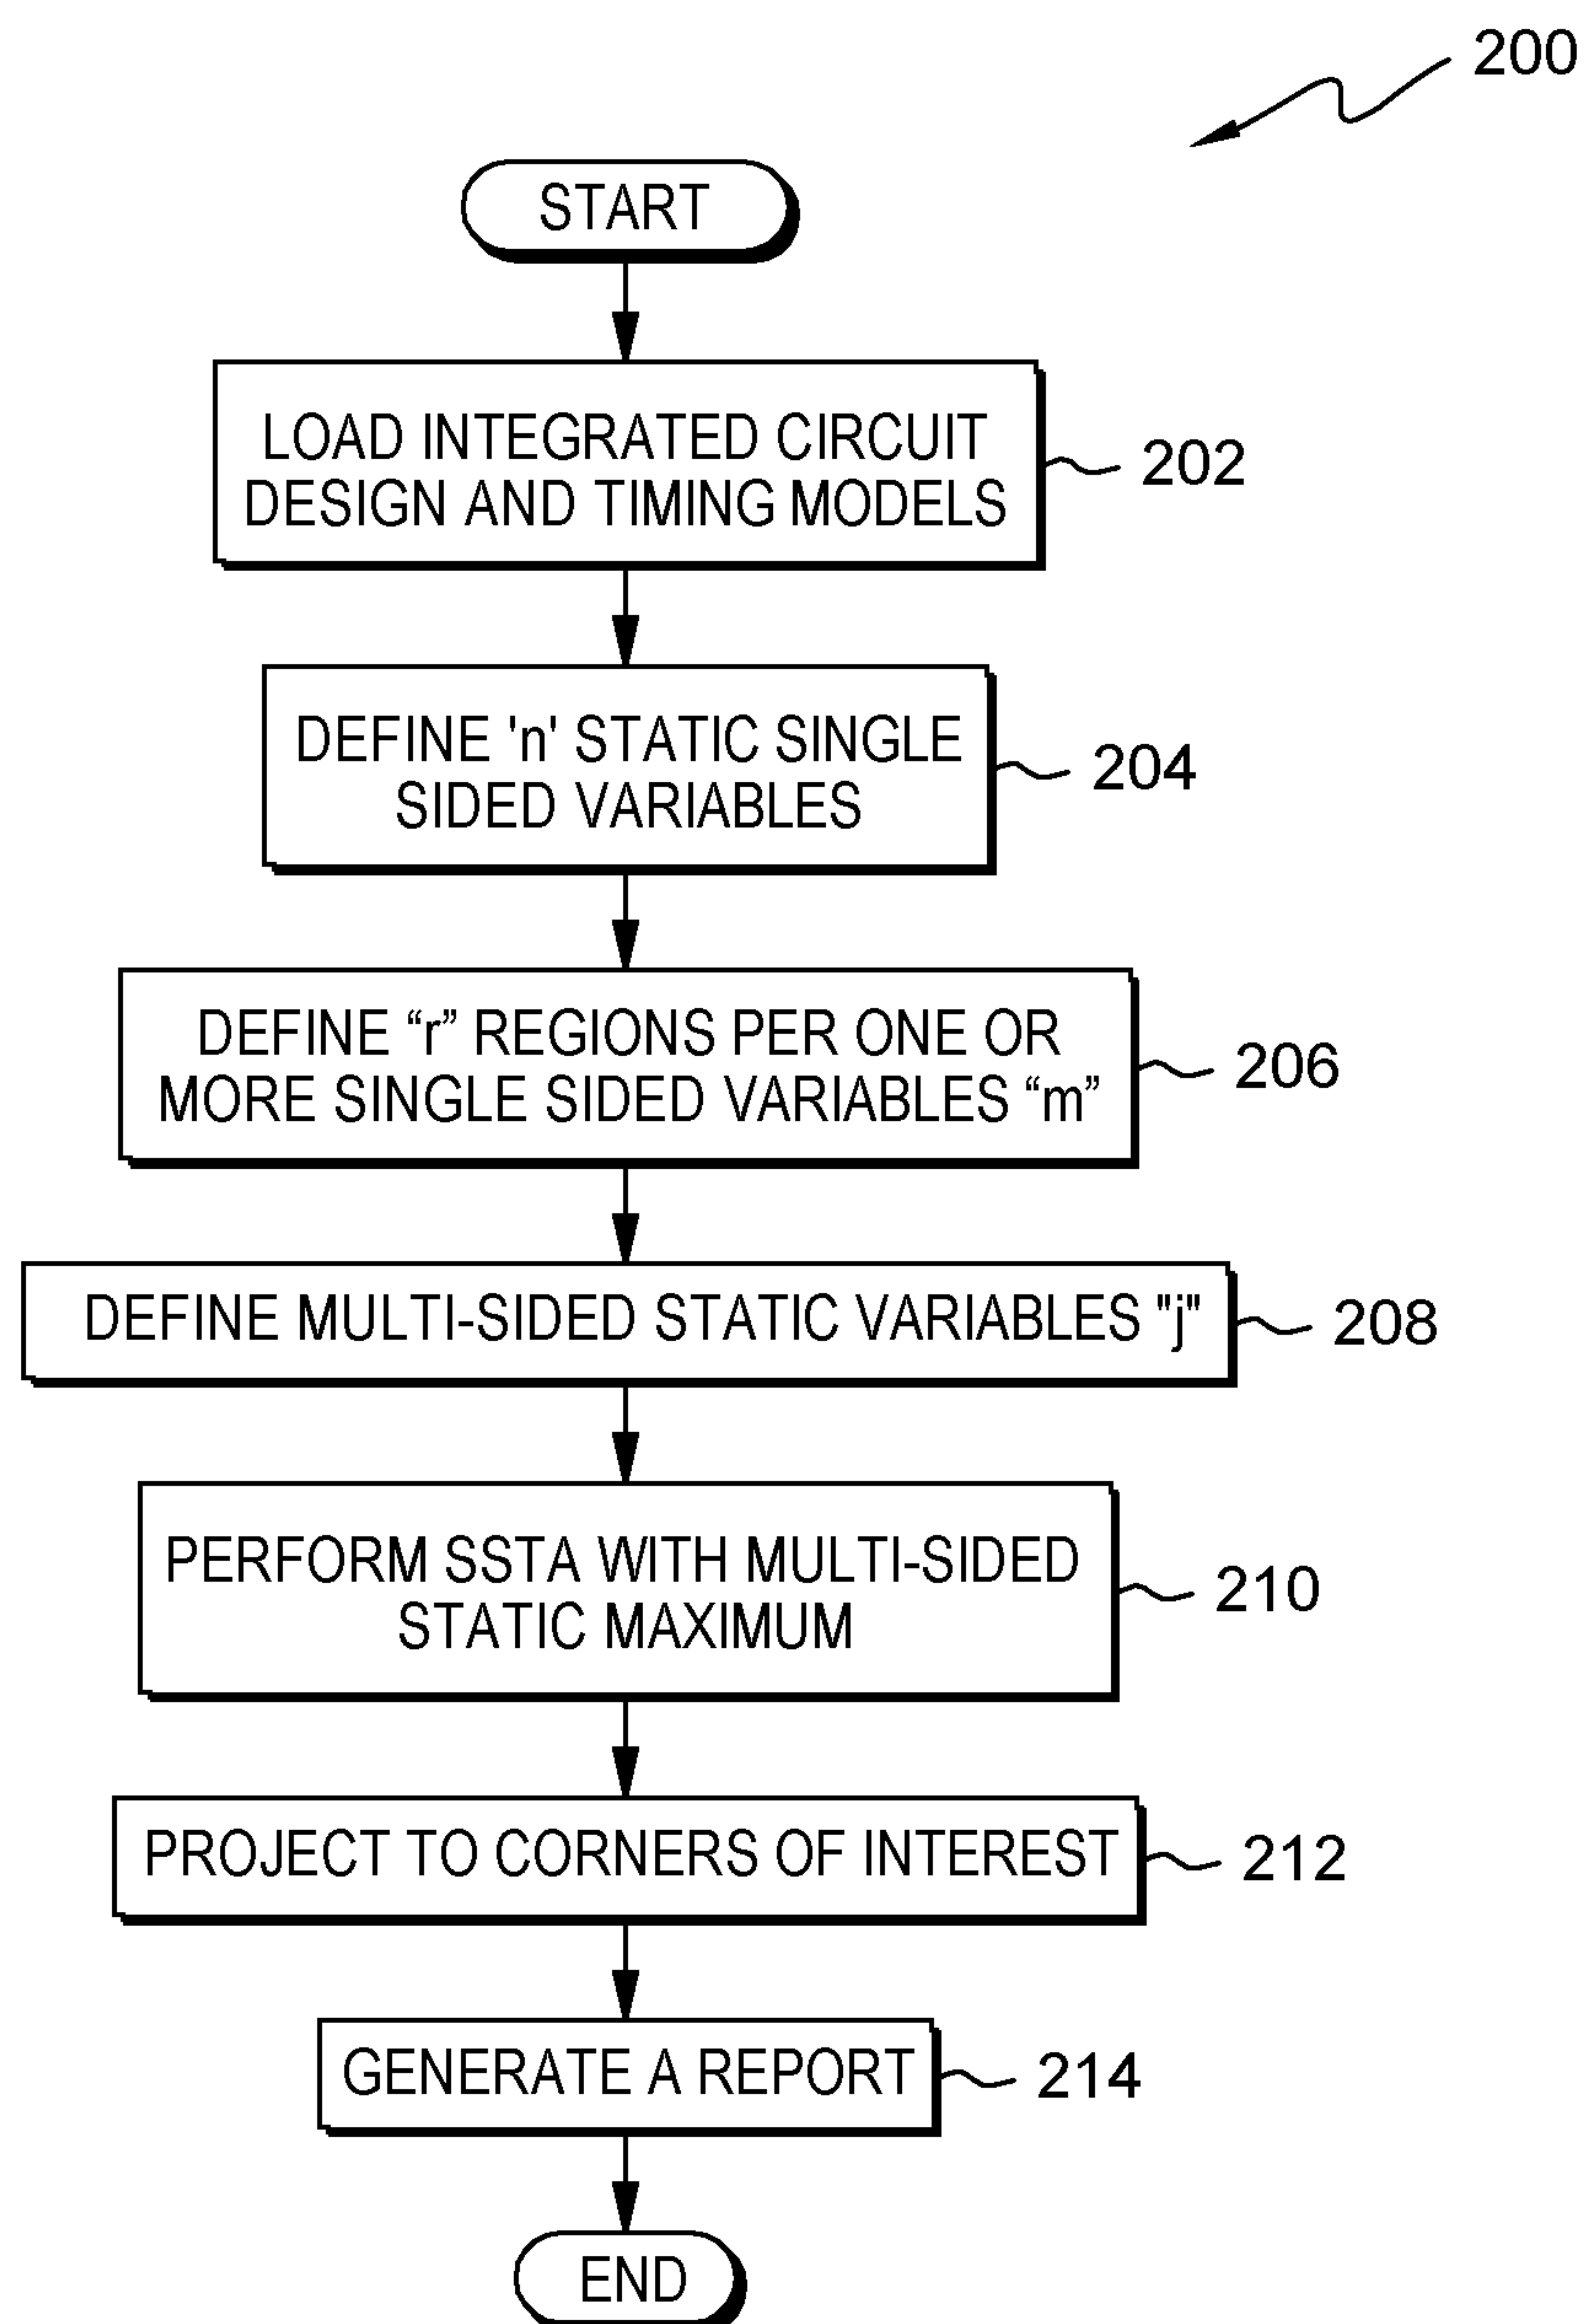 200
START
LOAD INTEGRATED CIRCUIT
DESIGN AND TIMING MODELS
202
DEFINE 'n' STATIC SINGLE
SIDED VARIABLES
204
DEFINE “r” REGIONS PER ONE OR
MORE SINGLE SIDED VARIABLES “m”
206
DEFINE MULTI-SIDED STATIC VARIABLES "j"
208
PERFORM SSTA WITH MULTI-SIDED
STATIC MAXIMUM
210
PROJECT TO CORNERS OF INTEREST
212
GENERATE A REPORT
214
END